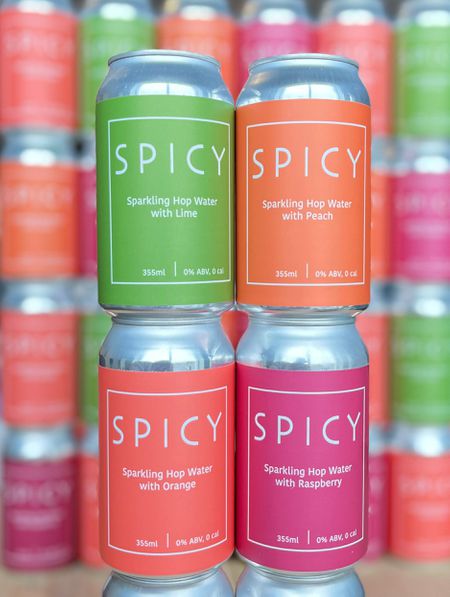 SPICY
Sparkling Hop Water
with Lime
355ml | 0% ABV, 0 cal
SPICY
Sparkling Hop Water
with Peach
355ml | 0% ABV, 0 cal
SPICY
Sparkling Hop Water
with Orange
355ml | 0% ABV, 0 cal
SPICY
Sparkling Hop Water
with Raspberry
355ml | 0% ABV, 0 cal